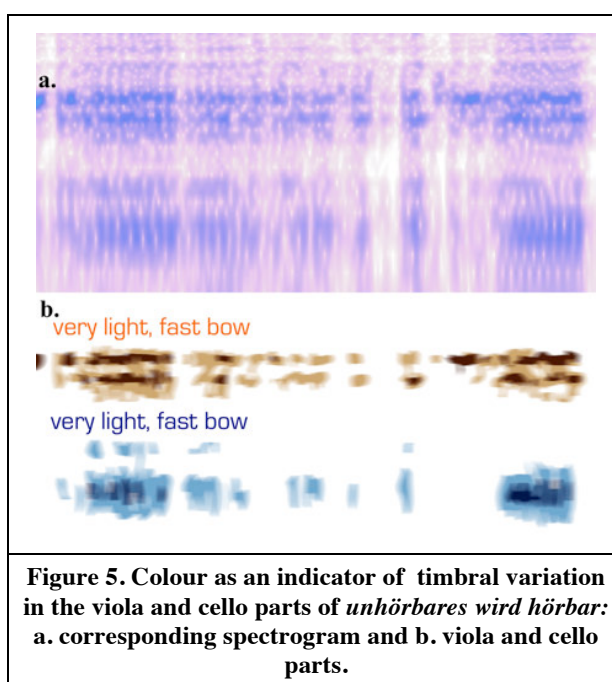 a.
b.
very light, fast bow
very light, fast bow
Figure 5. Colour as an indicator of timbral variation
in the viola and cello parts of unhörbares wird hörbar:
a. corresponding spectrogram and b. viola and cello
parts.